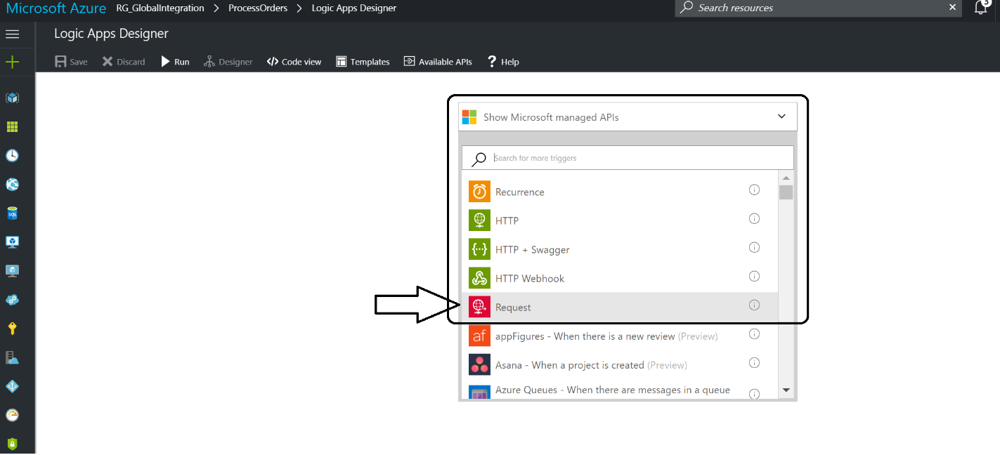 Microsoft Azure RG_GlobalIntegration > ProcessOrders > Logic Apps Designer
Search resources
3
Logic Apps Designer
Save Discard Run Designer Code view Templates Available APIs Help
Show Microsoft managed APIs
Search for more triggers
Recurrence
HTTP
HTTP + Swagger
HTTP Webhook
Request
af appFigures - When there is a new review (Preview)
Asana - When a project is created (Preview)
Azure Queues - When there are messages in a queue
SQL